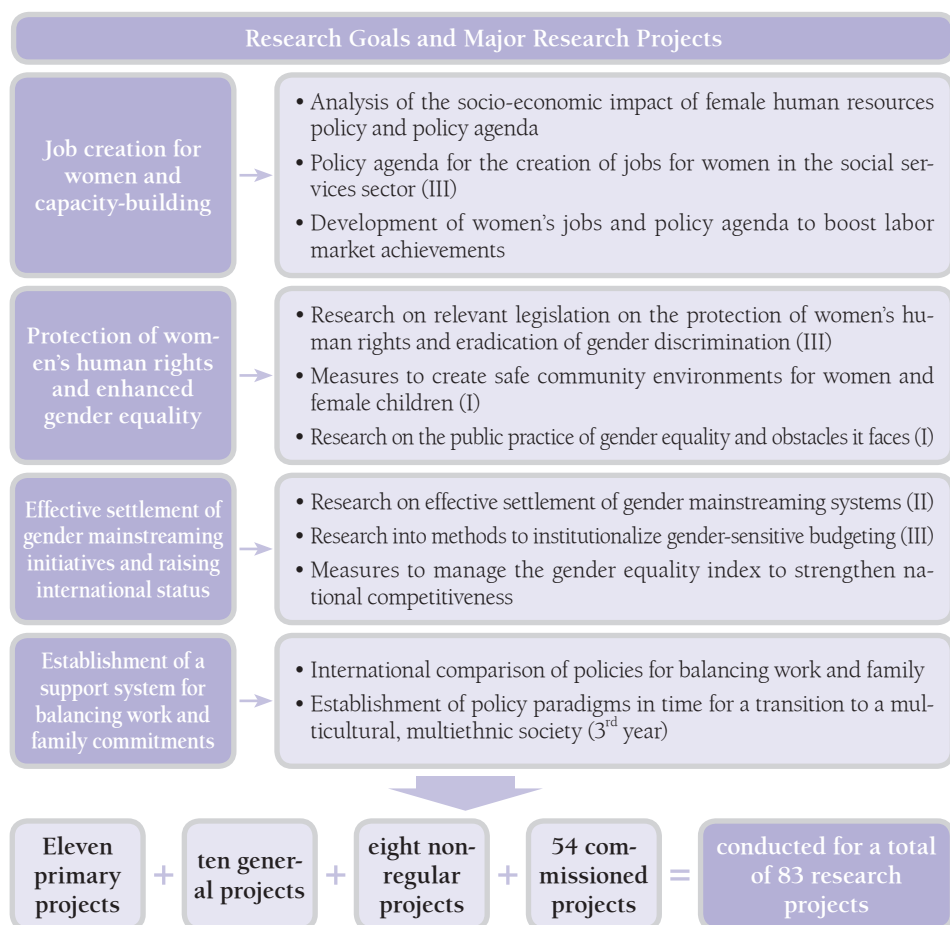 Research Goals and Major Research Projects
Job creation for
women and
capacity-building
• Analysis of the socio-economic impact of female human resources
policy and policy agenda
• Policy agenda for the creation of jobs for women in the social ser-
vices sector (III)
• Development of women's jobs and policy agenda to boost labor
market achievements
Protection of wom-
en's human rights
and enhanced
gender equality
• Research on relevant legislation on the protection of women's hu-
man rights and eradication of gender discrimination (III)
• Measures to create safe community environments for women and
female children (I)
• Research on the public practice of gender equality and obstacles it faces (I)
Effective settlement of
gender mainstreaming
initiatives and raising
international status
• Research on effective settlement of gender mainstreaming systems (II)
• Research into methods to institutionalize gender-sensitive budgeting (III)
• Measures to manage the gender equality index to strengthen na-
tional competitiveness
Establishment of a
support system for
balancing work and
family commitments
• International comparison of policies for balancing work and family
• Establishment of policy paradigms in time for a transition to a mul-
ticultural, multiethnic society (3rd year)
Eleven
primary
projects
+
ten gener-
al projects
+
eight non-
regular
projects
+
54 com-
missioned
projects
=
conducted for a total
of 83 research
projects